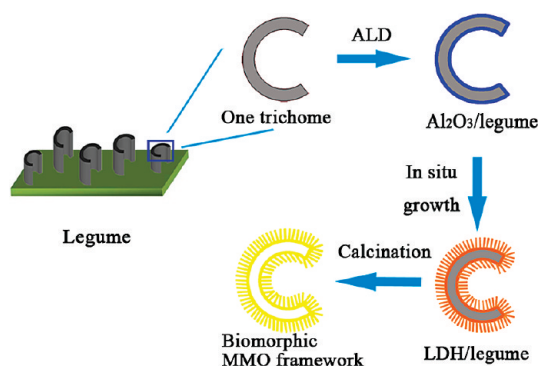 ALD
One trichome
Al2O3/legume
In situ
growth
Legume
Calcination
Biomorphic
MMO framework
LDH/legume